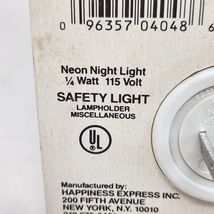 0 96357 04048
Neon Night Light
¼ Watt 115 Volt
SAFETY LIGHT
LAMPHOLDER
MISCELLANEOUS
UL
Manufactured by:
HAPPINESS EXPRESS INC.
200 FIFTH AVENUE
NEW YORK, N.Y. 10010